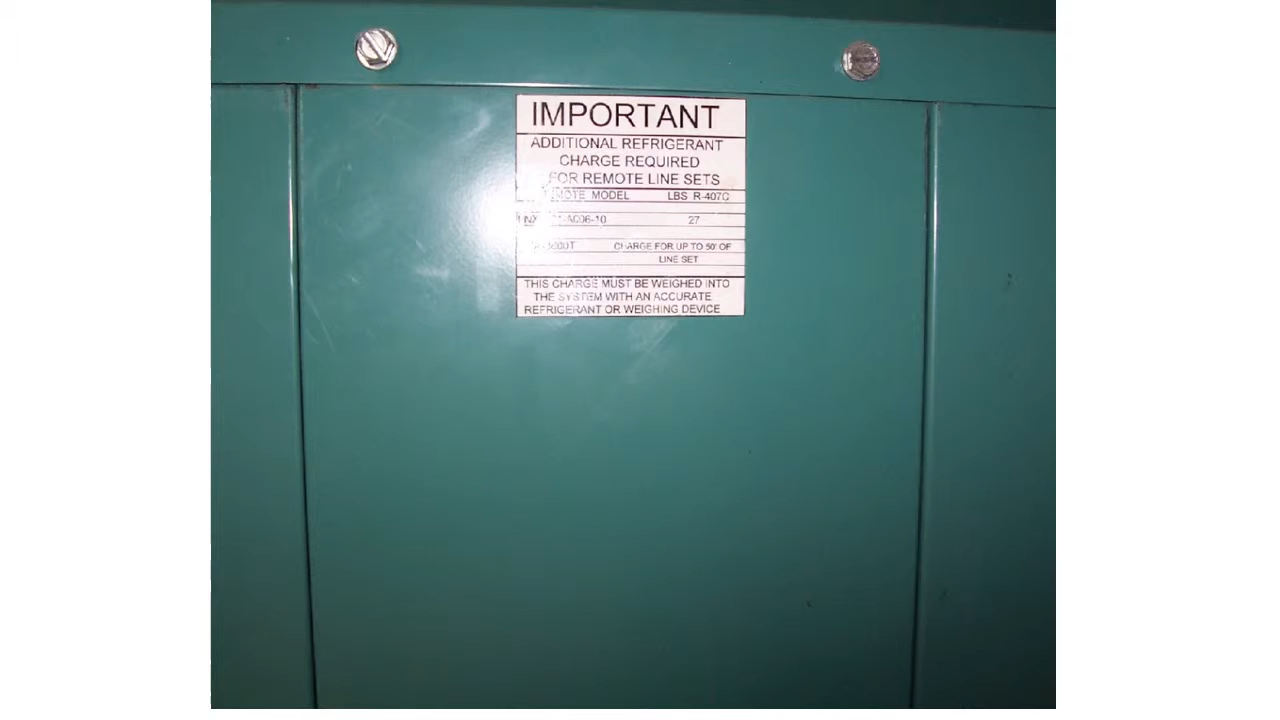 IMPORTANT
ADDITIONAL REFRIGERANT
CHARGE REQUIRED
FOR REMOTE LINE SETS
MODEL LBS R-407C
27
CHARGE FOR UP TO 50' OF
LINE SET
THIS CHARGE MUST BE WEIGHED INTO
THE SYSTEM WITH AN ACCURATE
REFRIGERANT OR WEIGHING DEVICE